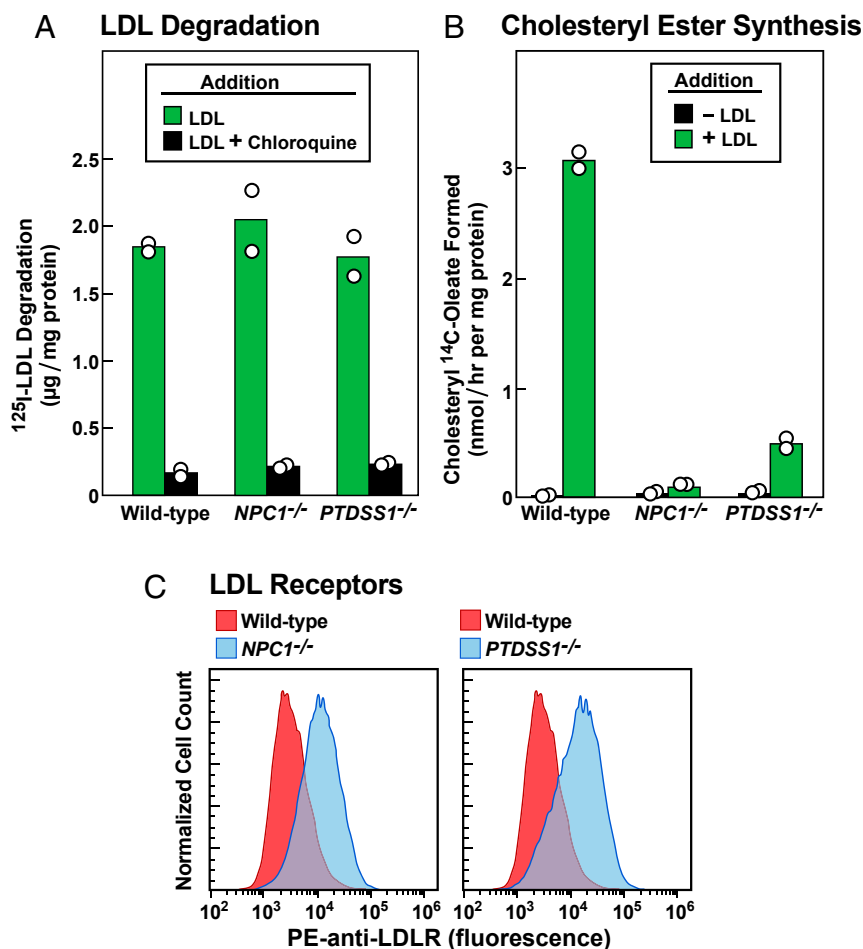 A LDL Degradation
Addition
LDL
LDL + Chloroquine
¹²⁵I-LDL Degradation
(µg/mg protein)
2.5
2.0
1.5
1.0
0.5
0
Wild-type NPC1-/- PTDSS1-/-
B Cholesteryl Ester Synthesis
Addition
– LDL
+ LDL
Cholesteryl ¹⁴C-Oleate Formed
(nmol/hr per mg protein)
3
2
1
0
Wild-type NPC1-/- PTDSS1-/-
C LDL Receptors
Wild-type
NPC1-/-
Wild-type
PTDSS1-/-
Normalized Cell Count
10² 10³ 10⁴ 10⁵ 10⁶
10² 10³ 10⁴ 10⁵ 10⁶
PE-anti-LDLR (fluorescence)